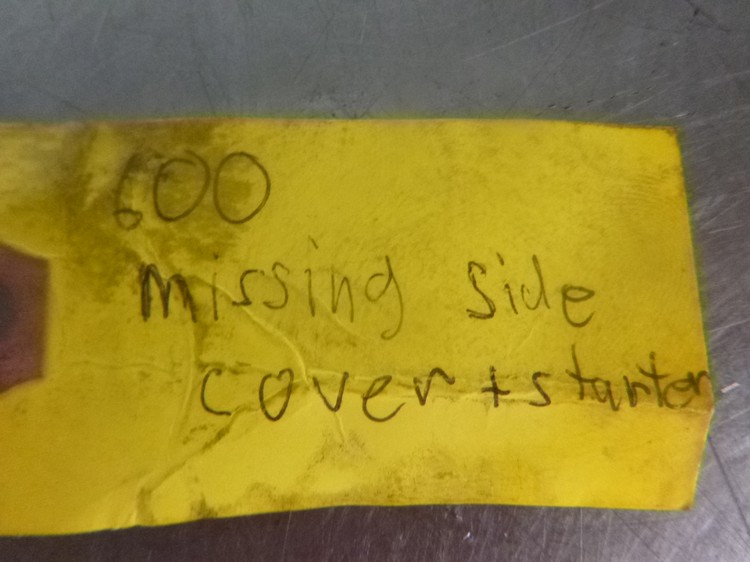 600
missing side
cover + starter